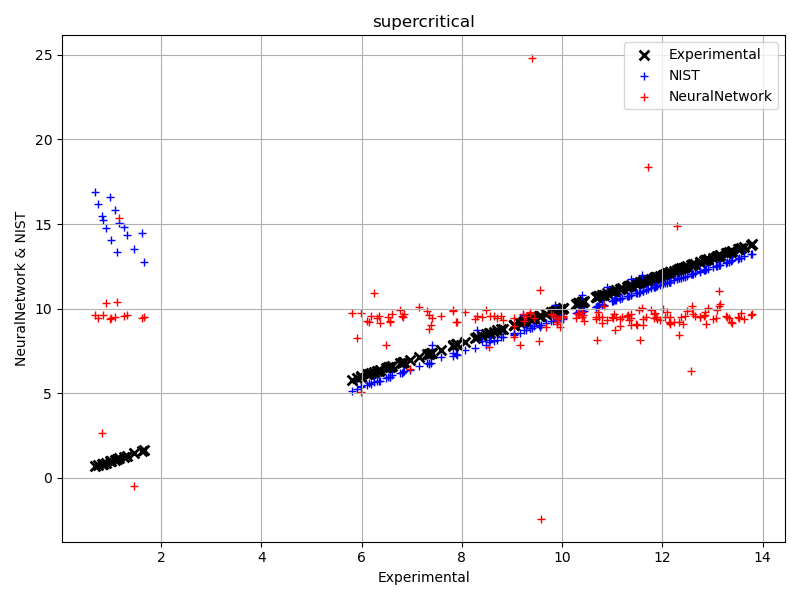 supercritical
Experimental
NIST
NeuralNetwork
NeuralNetwork & NIST
25
20
15
10
5
0
2 4 6 8 10 12 14
Experimental